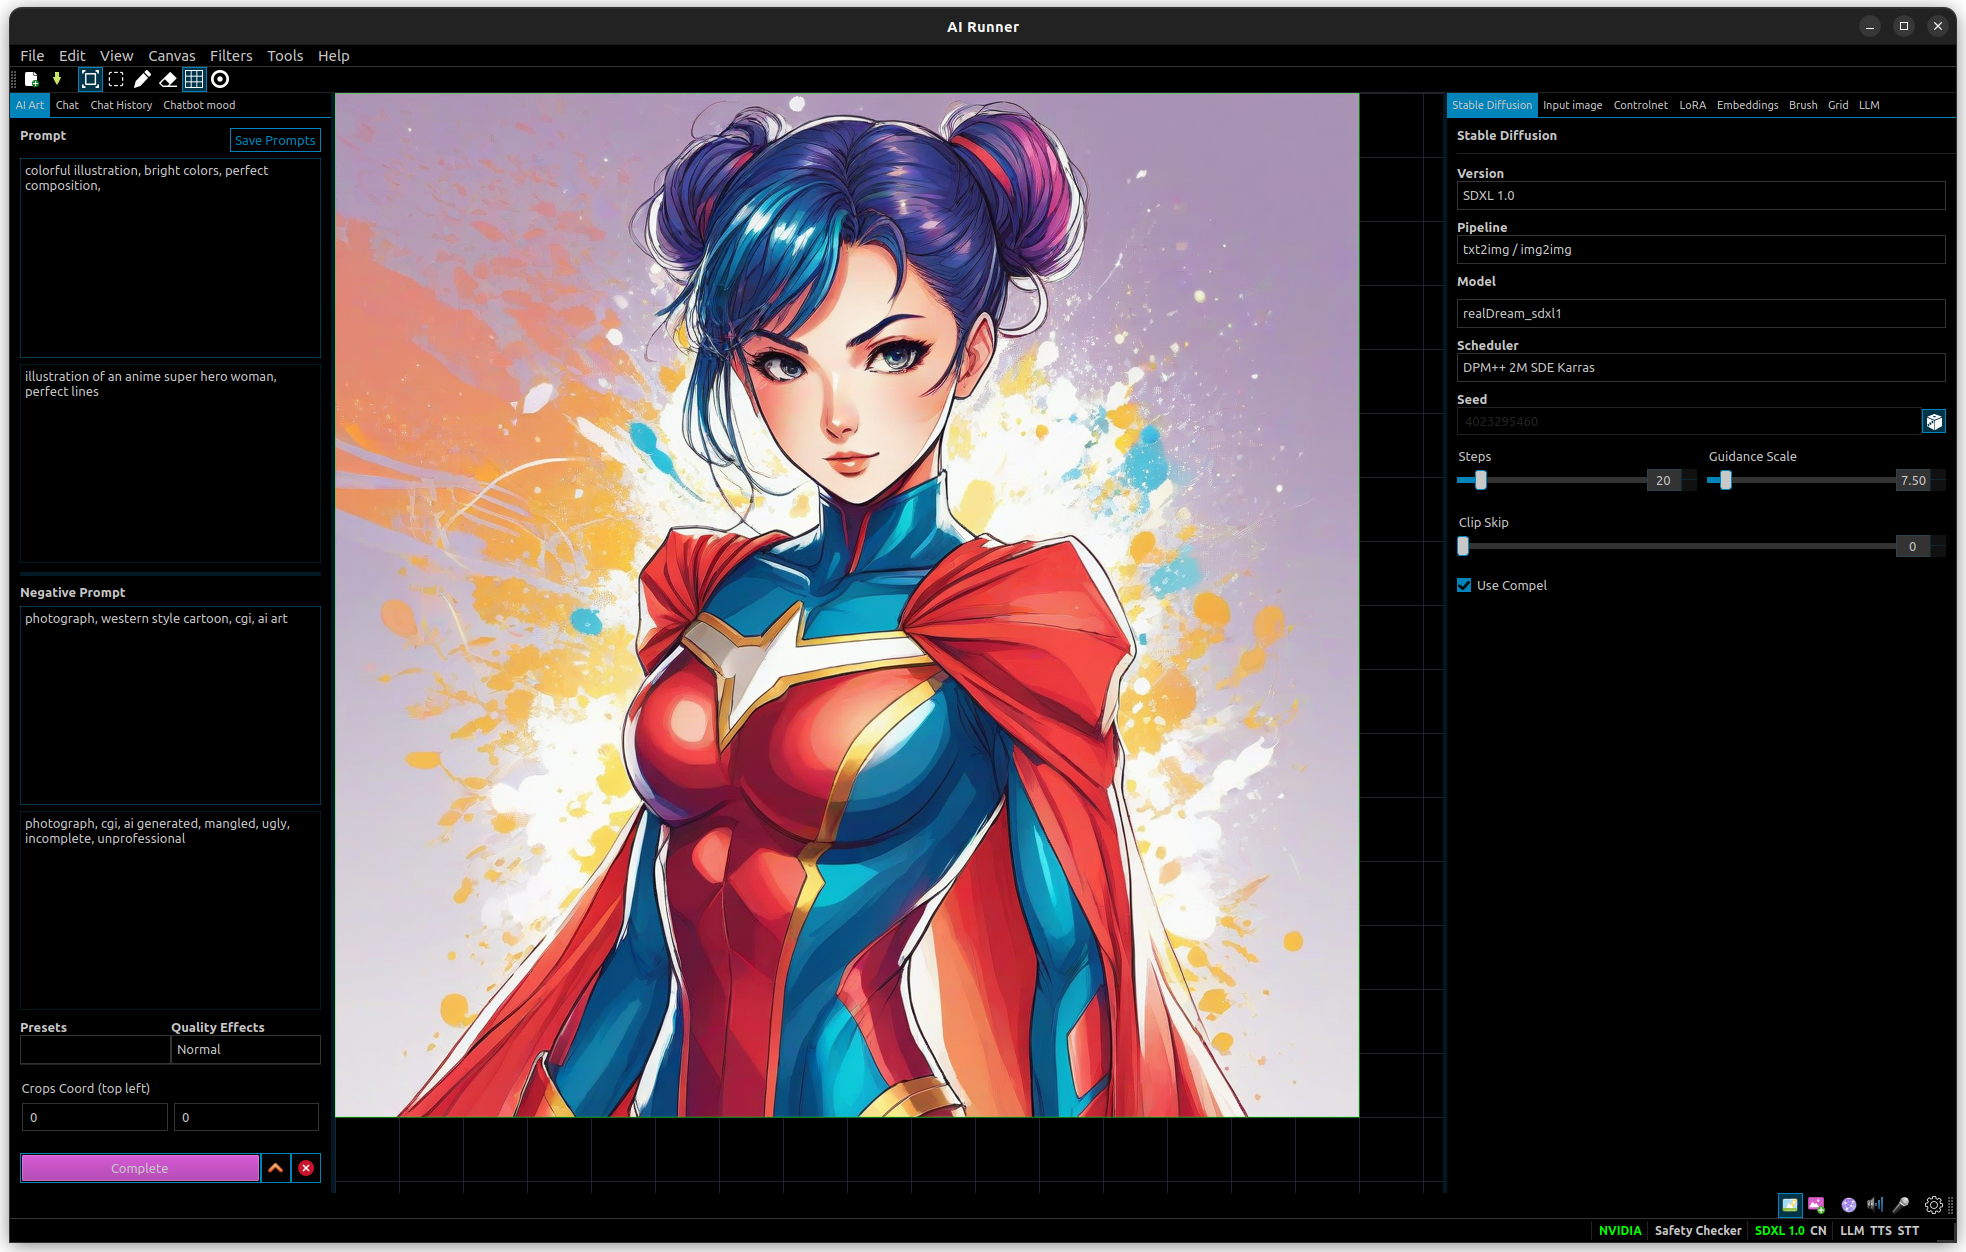 AI Runner
File Edit View Canvas Filters Tools Help
AI Art Chat Chat History Chatbot mood
Prompt
Save Prompts
colorful illustration, bright colors, perfect
composition,
illustration of an anime super hero woman,
perfect lines
Negative Prompt
photograph, western style cartoon, cgi, ai art
photograph, cgi, ai generated, mangled, ugly,
incomplete, unprofessional
Presets Quality Effects
Normal
Crops Coord (top left)
0 0
Complete
Stable Diffusion Input image Controlnet LoRA Embeddings Brush Grid LLM
Stable Diffusion
Version
SDXL 1.0
Pipeline
txt2img / img2img
Model
realDream_sdxl1
Scheduler
DPM++ 2M SDE Karras
Seed
4023295460
Steps Guidance Scale
20 7.50
Clip Skip
0
Use Compel
NVIDIA Safety Checker SDXL 1.0 CN LLM TTS STT